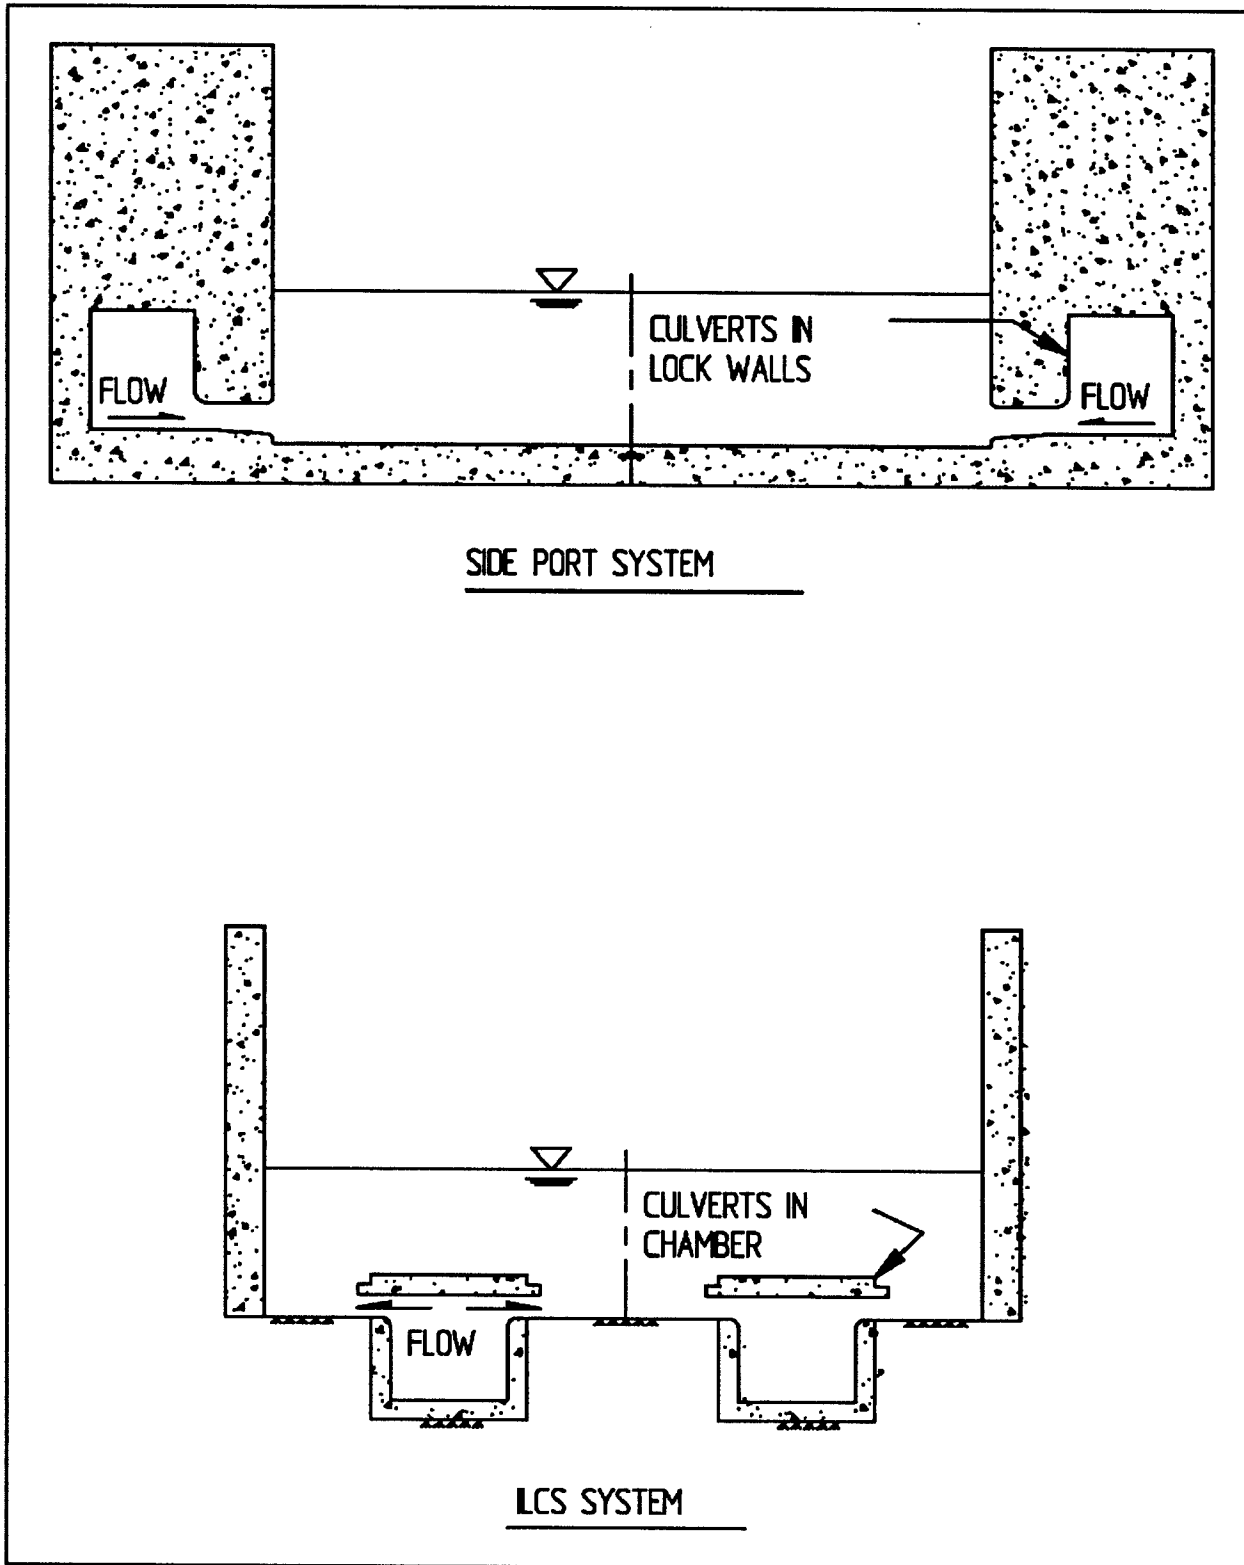 CULVERTS IN
LOCK WALLS
FLOW
FLOW
SIDE PORT SYSTEM
CULVERTS IN
CHAMBER
FLOW
ILCS SYSTEM